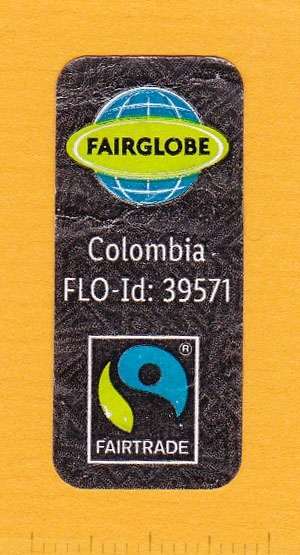 FAIRGLOBE
Colombia
FLO-Id: 39571
®
FAIRTRADE